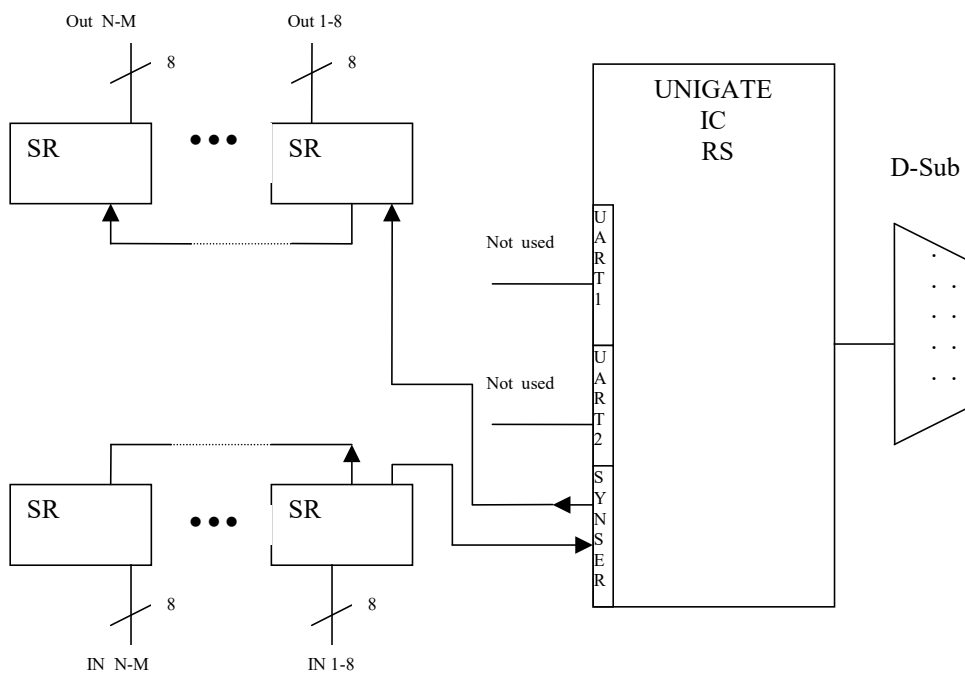 Out N-M
Out 1-8
8
8
SR
SR
UNIGATE
IC
RS
D-Sub
UART1
Not used
UART2
Not used
SYNSER
SR
SR
8
8
IN N-M
IN 1-8